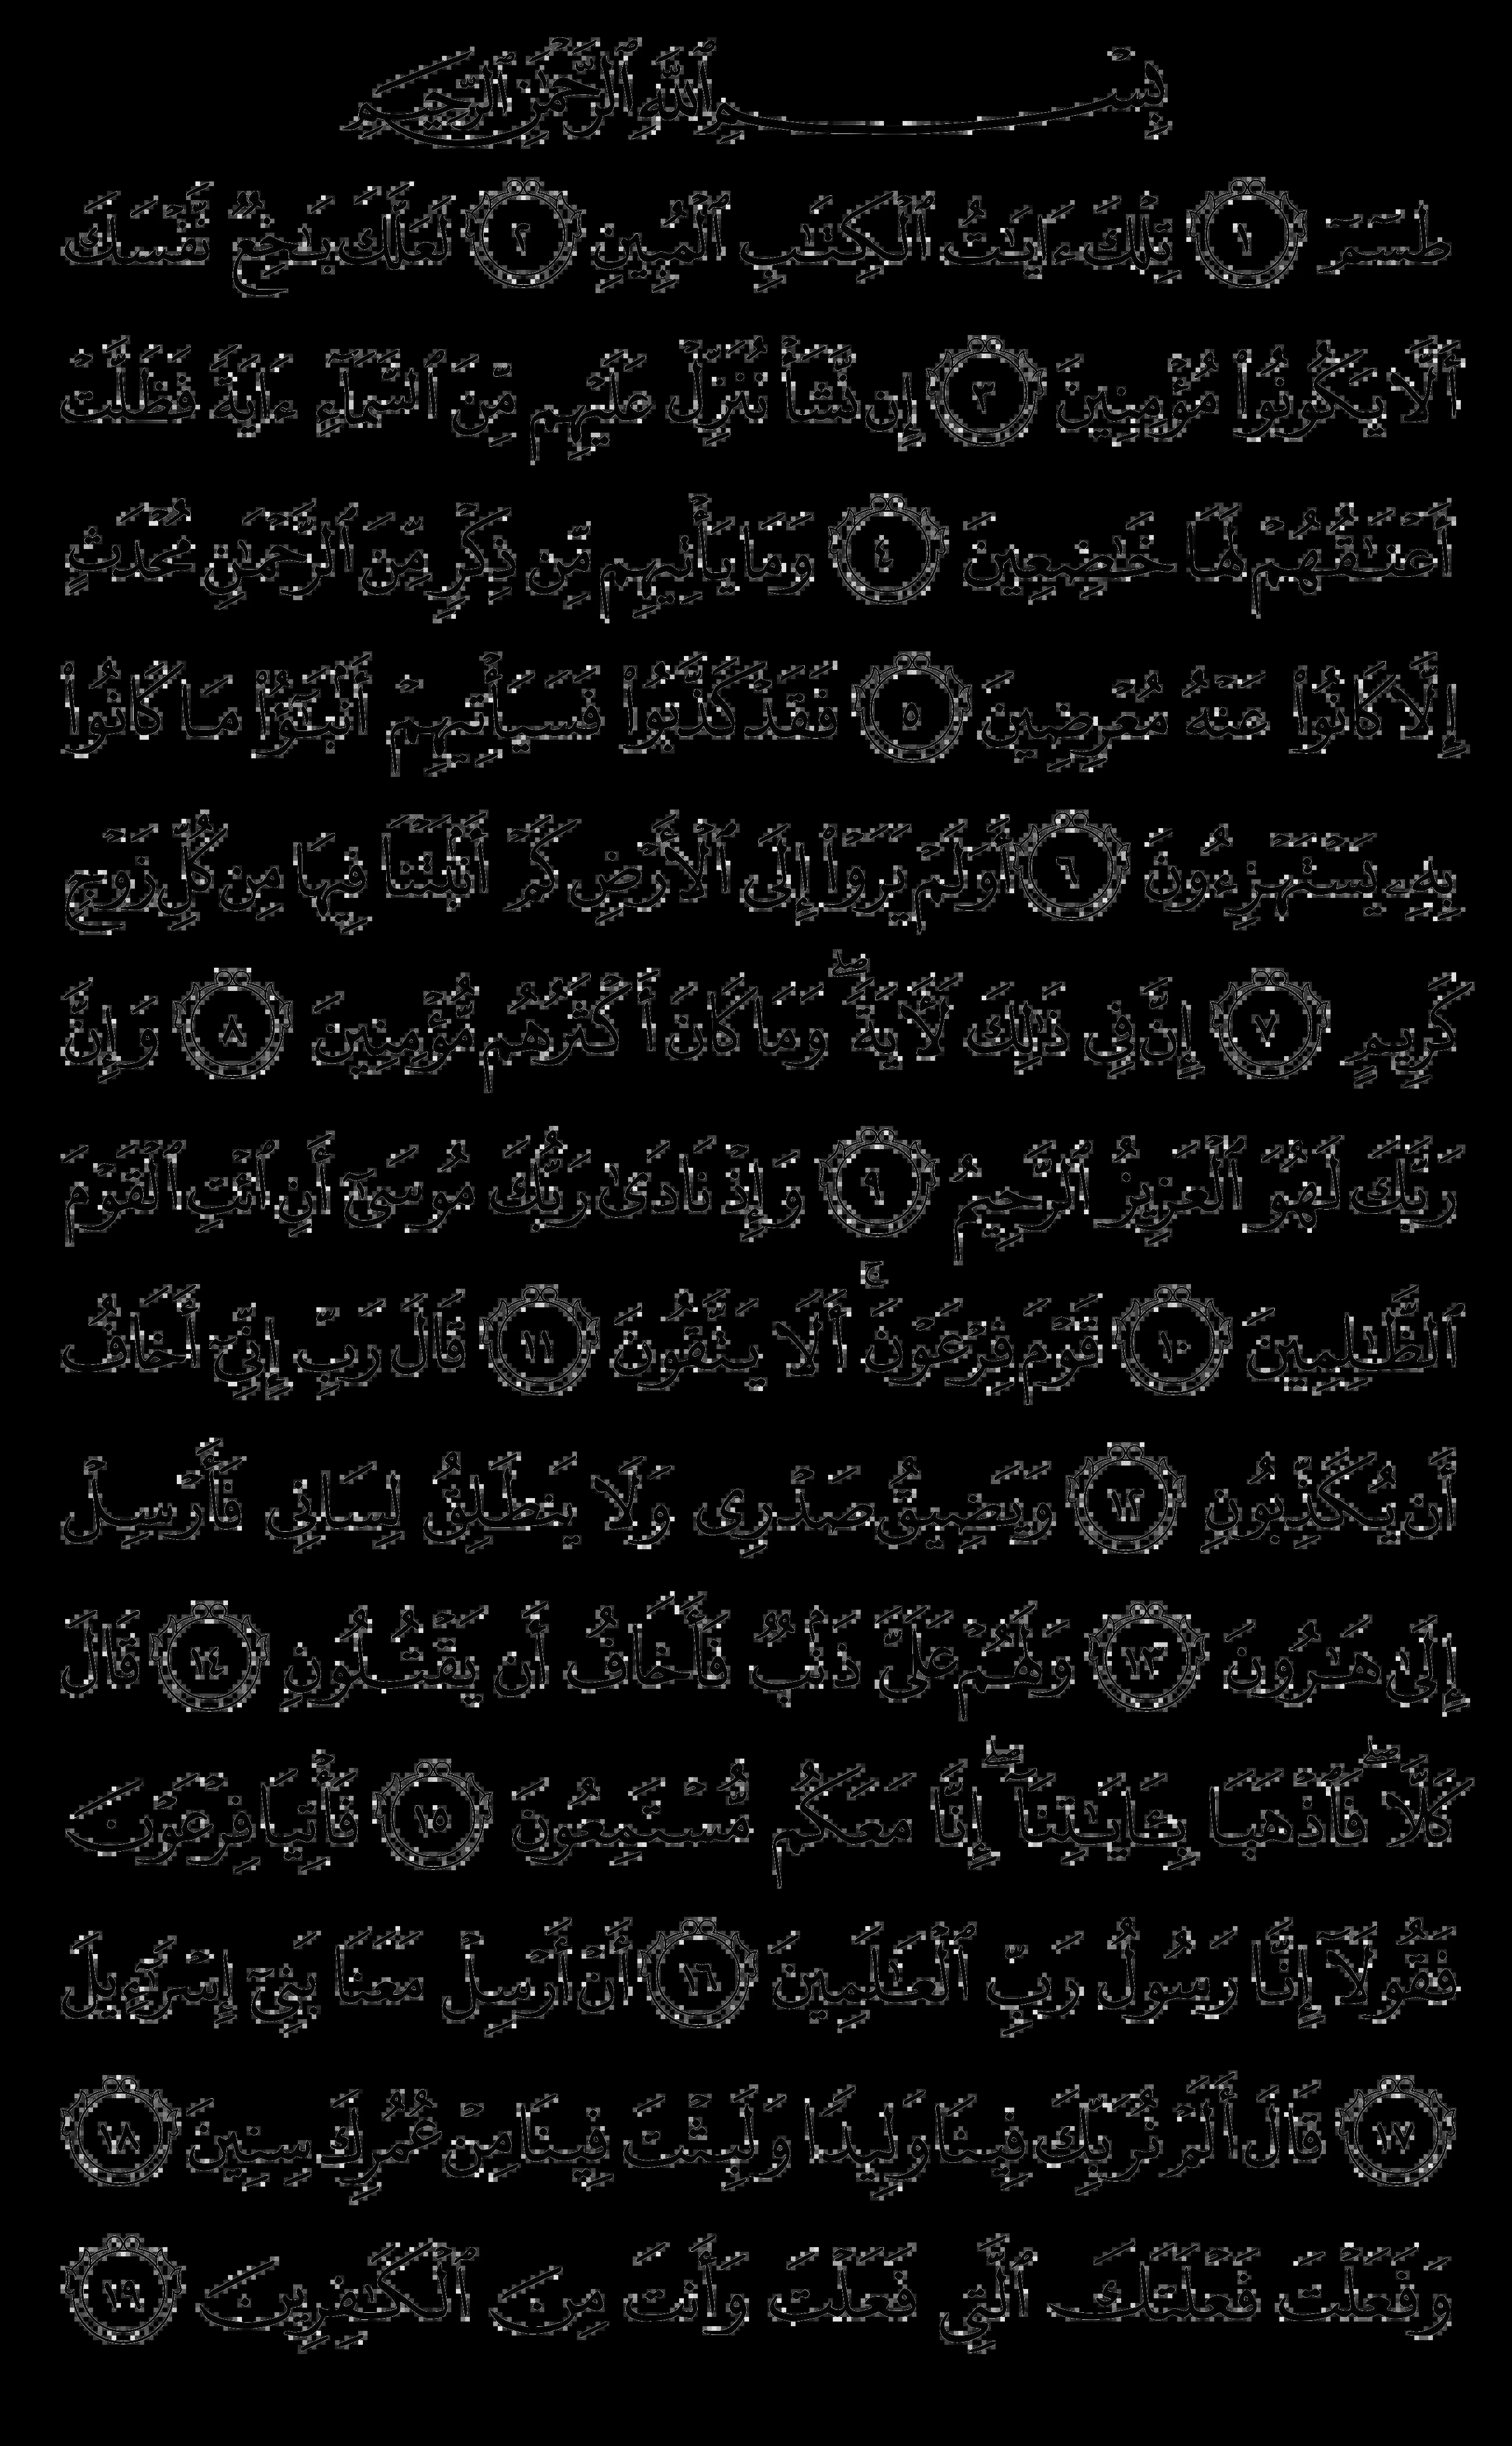 بِسْمِ ٱللَّهِ ٱلرَّحْمَٰنِ ٱلرَّحِيمِ
طسٓمٓ ١ تِلْكَ ءَايَٰتُ ٱلْكِتَٰبِ ٱلْمُبِينِ ٢ لَعَلَّكَ بَٰخِعٌ نَّفْسَكَ
أَلَّا يَكُونُوا۟ مُؤْمِنِينَ ٣ إِن نَّشَأْ نُنَزِّلْ عَلَيْهِم مِّنَ ٱلسَّمَآءِ ءَايَةً فَظَلَّتْ
أَعْنَٰقُهُمْ لَهَا خَٰضِعِينَ ٤ وَمَا يَأْتِيهِم مِّن ذِكْرٍ مِّنَ ٱلرَّحْمَٰنِ مُحْدَثٍ
إِلَّا كَانُوا۟ عَنْهُ مُعْرِضِينَ ٥ فَقَدْ كَذَّبُوا۟ فَسَيَأْتِيهِمْ أَنۢبَٰٓؤُا۟ مَا كَانُوا۟
بِهِۦ يَسْتَهْزِءُونَ ٦ أَوَلَمْ يَرَوْا۟ إِلَى ٱلْأَرْضِ كَمْ أَنۢبَتْنَا فِيهَا مِن كُلِّ زَوْجٍ
كَرِيمٍ ٧ إِنَّ فِى ذَٰلِكَ لَءَايَةً ۖ وَمَا كَانَ أَكْثَرُهُم مُّؤْمِنِينَ ٨ وَإِنَّ
رَبَّكَ لَهُوَ ٱلْعَزِيزُ ٱلرَّحِيمُ ٩ وَإِذْ نَادَىٰ رَبُّكَ مُوسَىٰٓ أَنِ ٱئْتِ ٱلْقَوْمَ
ٱلظَّٰلِمِينَ ١٠ قَوْمَ فِرْعَوْنَ ۚ أَلَا يَتَّقُونَ ١١ قَالَ رَبِّ إِنِّىٓ أَخَافُ
أَن يُكَذِّبُونِ ١٢ وَيَضِيقُ صَدْرِى وَلَا يَنطَلِقُ لِسَانِى فَأَرْسِلْ
إِلَىٰ هَٰرُونَ ١٣ وَلَهُمْ عَلَىَّ ذَنۢبٌ فَأَخَافُ أَن يَقْتُلُونِ ١٤ قَالَ
كَلَّا ۖ فَٱذْهَبَا بِـَٔايَٰتِنَآ ۖ إِنَّا مَعَكُم مُّسْتَمِعُونَ ١٥ فَأْتِيَا فِرْعَوْنَ
فَقُولَآ إِنَّا رَسُولُ رَبِّ ٱلْعَٰلَمِينَ ١٦ أَنْ أَرْسِلْ مَعَنَا بَنِىٓ إِسْرَٰٓءِيلَ
١٧ قَالَ أَلَمْ نُرَبِّكَ فِينَا وَلِيدًا وَلَبِثْتَ فِينَا مِنْ عُمُرِكَ سِنِينَ ١٨
وَفَعَلْتَ فَعْلَتَكَ ٱلَّتِى فَعَلْتَ وَأَنتَ مِنَ ٱلْكَٰفِرِينَ ١٩